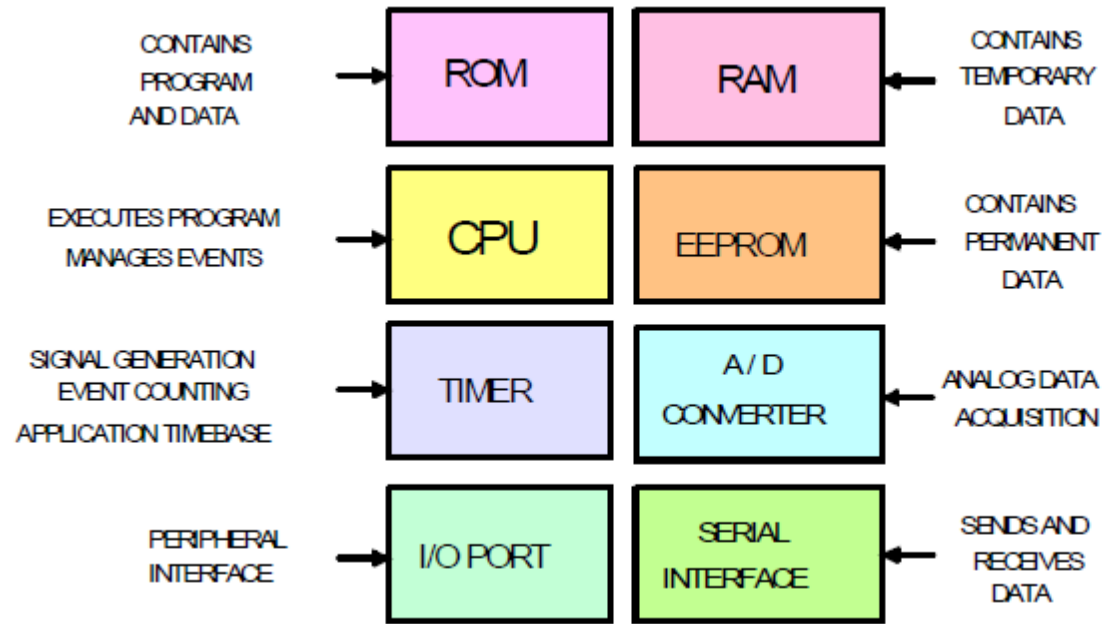 CONTAINS
PROGRAM
AND DATA
ROM
RAM
CONTAINS
TEMPORARY
DATA
EXECUTES PROGRAM
MANAGES EVENTS
CPU
EEPROM
CONTAINS
PERMANENT
DATA
SIGNAL GENERATION
EVENT COUNTING
APPLICATION TIMEBASE
TIMER
A / D
CONVERTER
ANALOG DATA
ACQUISITION
PERIPHERAL
INTERFACE
I/O PORT
SERIAL
INTERFACE
SENDS AND
RECEIVES
DATA